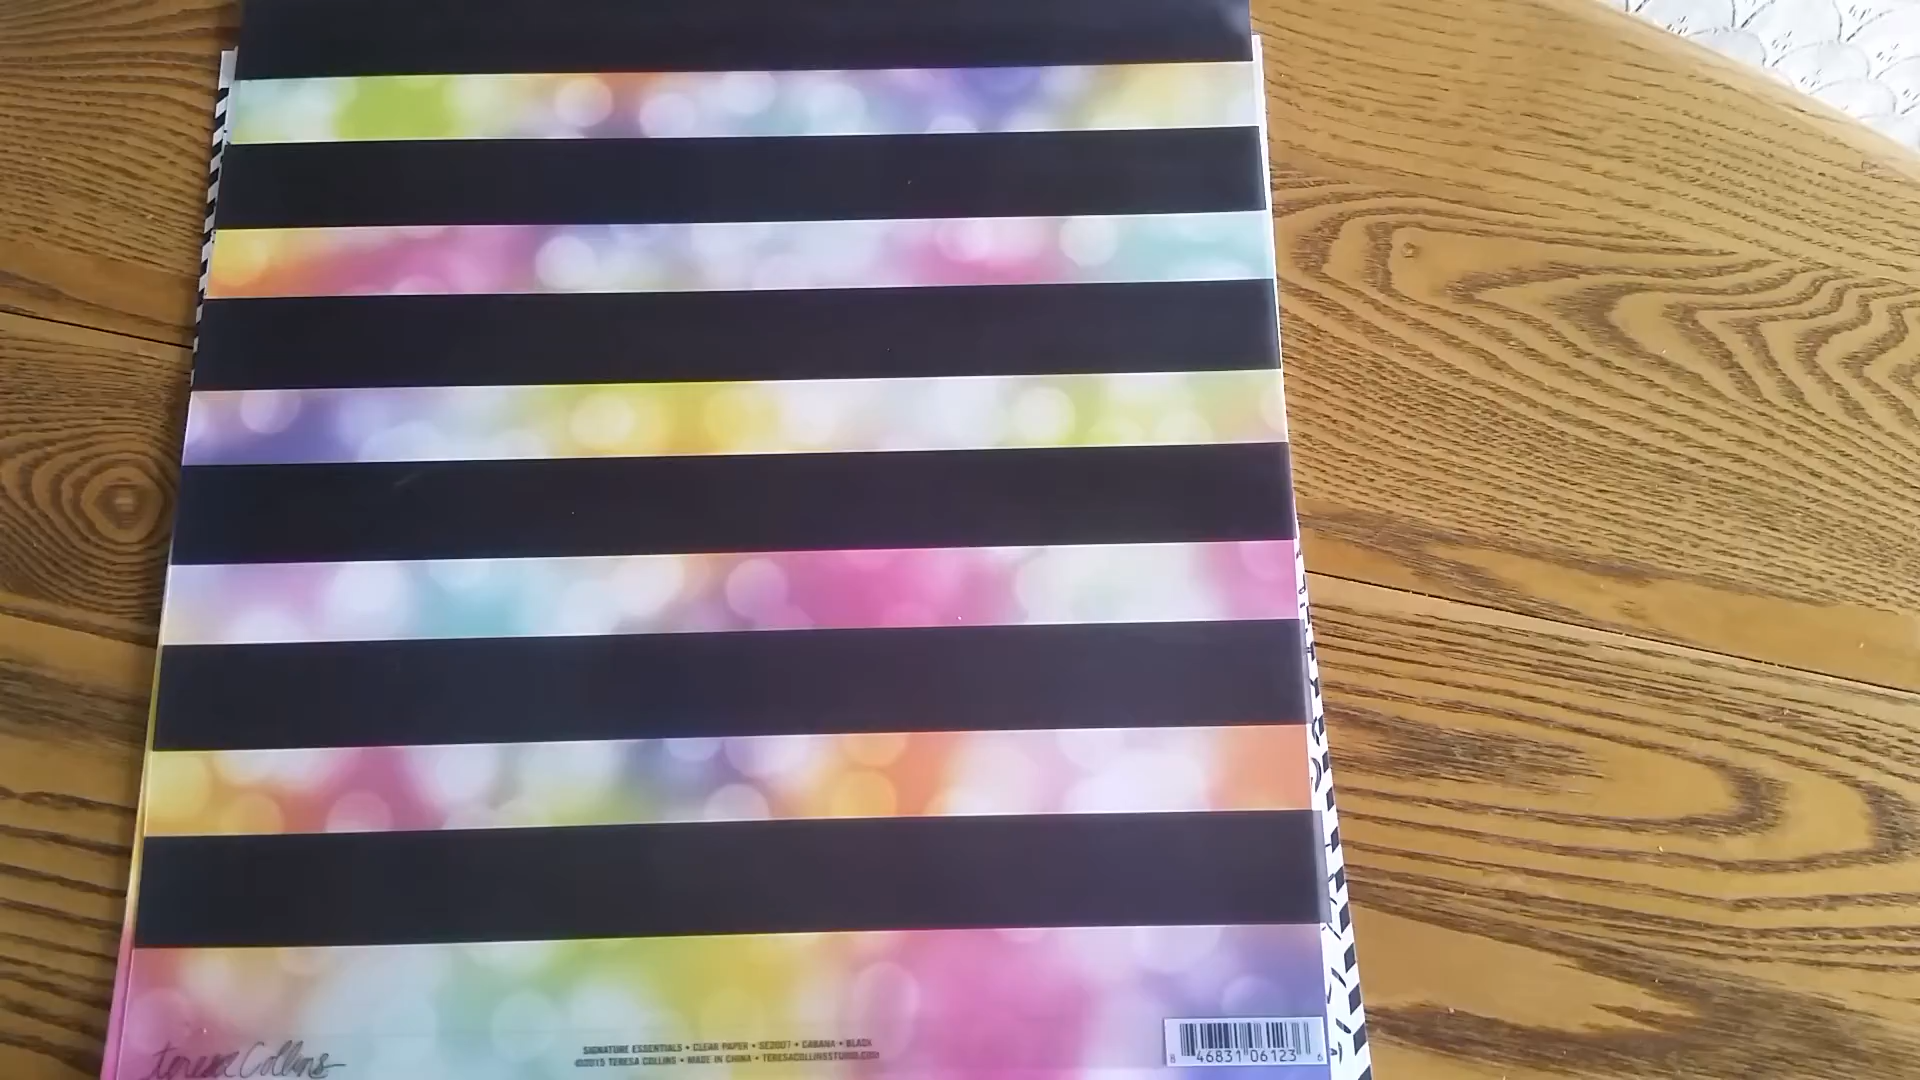 teresa Collins
SIGNATURE ESSENTIALS • CLEAR PAPER • SE2007 • CABANA • BLACK
©2015 TERESA COLLINS • MADE IN CHINA • TERESACOLLINSSTUDIO.COM
8 46831 06123 6